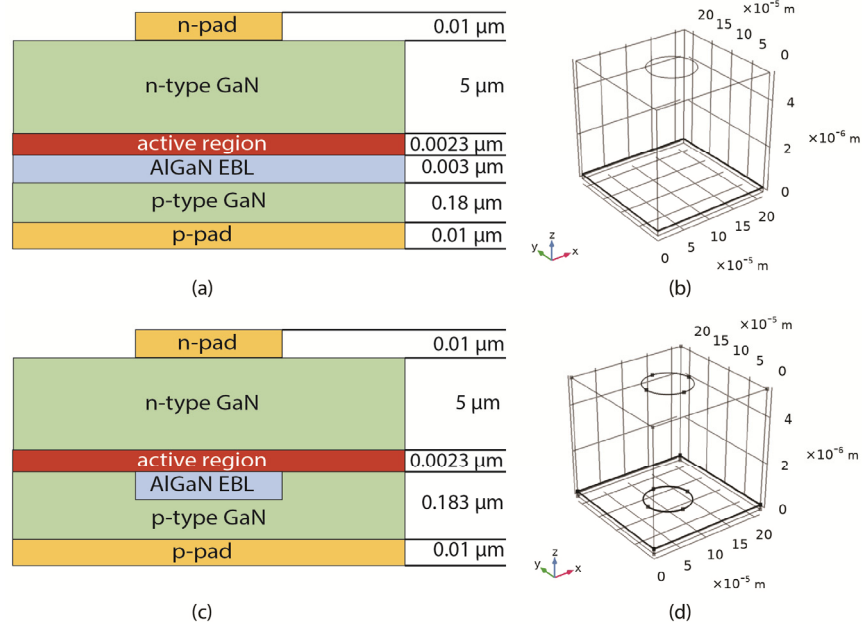 n-pad 0.01 μm
n-type GaN 5 μm
active region 0.0023 μm
AlGaN EBL 0.003 μm
p-type GaN 0.18 μm
p-pad 0.01 μm
(a)
20 ×10⁻⁵ m
15
10
5
0
4
2 ×10⁻⁶ m
0
20
15
10
5
0
×10⁻⁵ m
y z x
(b)
n-pad 0.01 μm
n-type GaN 5 μm
active region 0.0023 μm
AlGaN EBL
0.183 μm
p-type GaN
p-pad 0.01 μm
(c)
20 ×10⁻⁵ m
15
10
5
0
4
2 ×10⁻⁶ m
0
20
15
10
5
0
×10⁻⁵ m
y z x
(d)